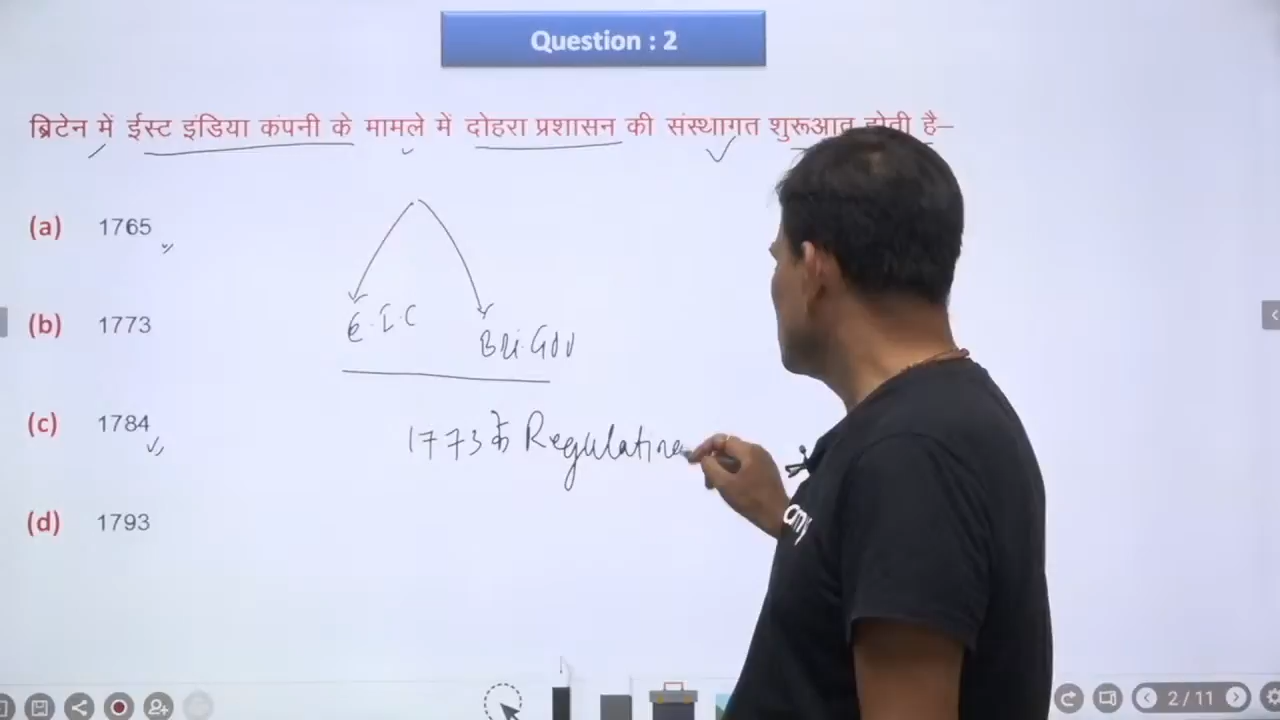 Question : 2
ब्रिटेन में ईस्ट इंडिया कंपनी के मामले में दोहरा प्रशासन की संस्थागत शुरूआत होती है–
(a) 1765
(b) 1773
(c) 1784
(d) 1793
E.I.C
Bri.Gov
1773 के Regulatin
2 / 11